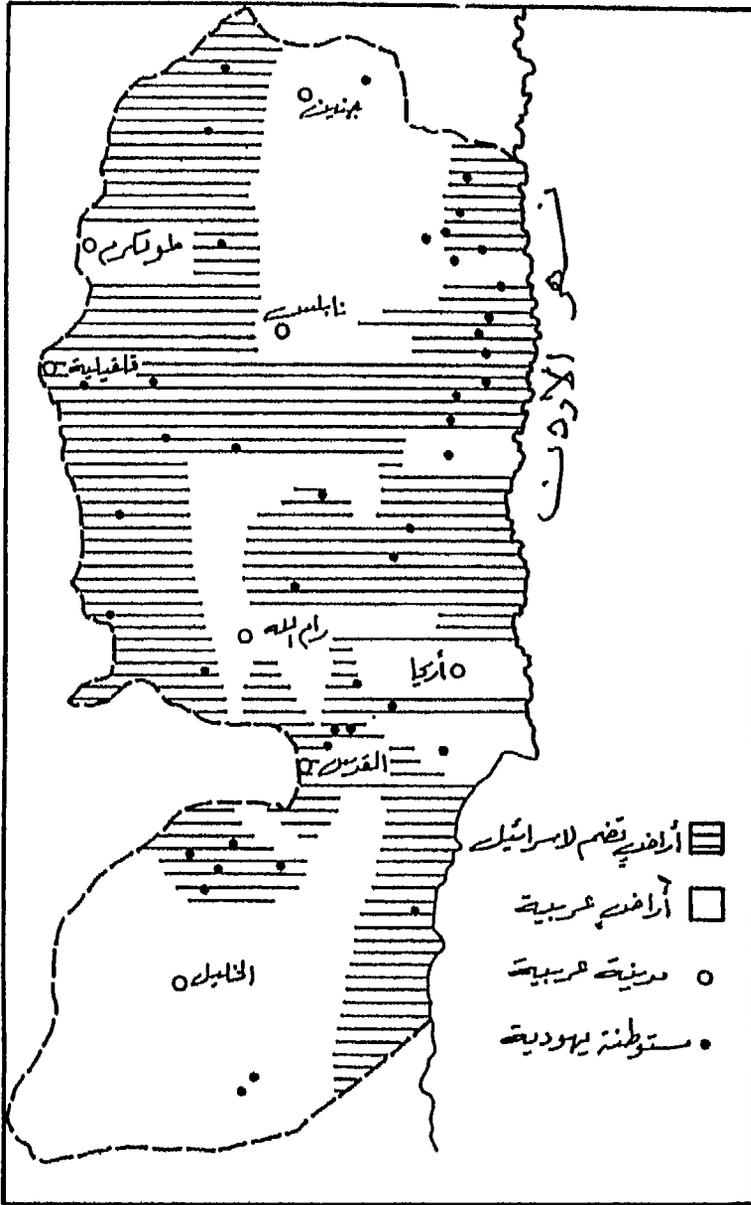 جنين
طولكرم
نابلس
قلقيلية
نهر الأردن
رام الله
أريحا
القدس
أراضي تضم لاسرائيل
أراضي عربية
مدينة عربية
مستوطنة يهودية
الخليل